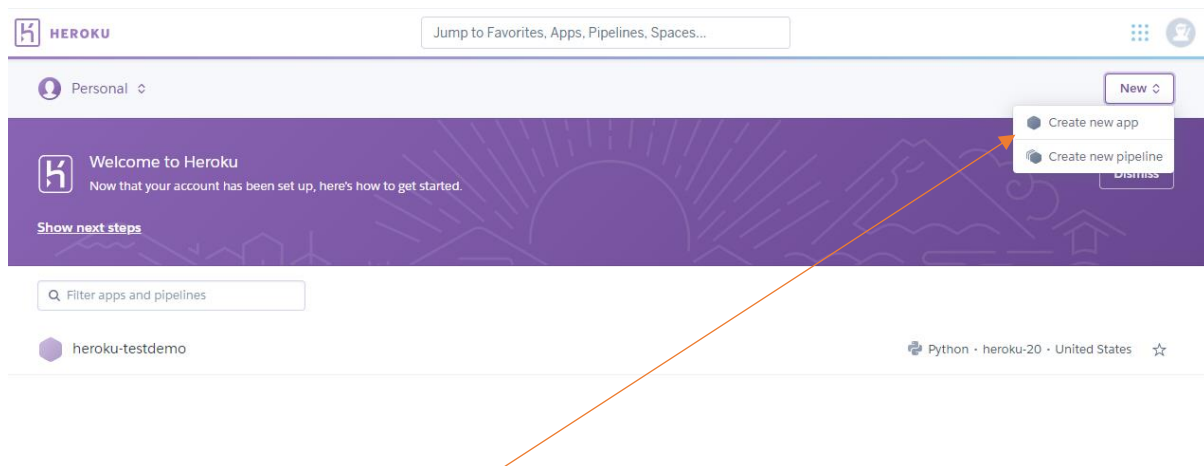 HEROKU
Jump to Favorites, Apps, Pipelines, Spaces...
Personal
New
Create new app
Create new pipeline
Welcome to Heroku
Now that your account has been set up, here's how to get started.
Dismiss
Show next steps
Filter apps and pipelines
heroku-testdemo
Python · heroku-20 · United States